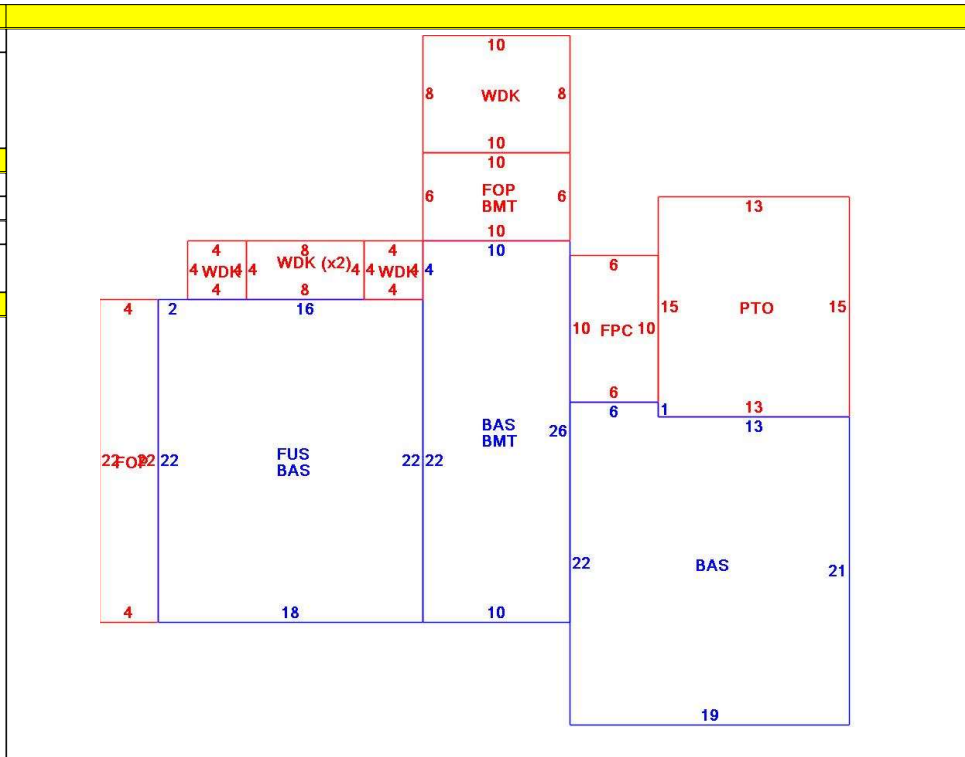 10
8 WDK 8
10
10
6 FOP 6
BMT
10
13
4 8 4 10
4 WDK 4 4 WDK (x2) 4 4 WDK 4 4
4 8 4
6
4 2 16
15 PTO 15
10 FPC 10
6 13
6 1 13
BAS 26
BMT
22 FOP 22 22 FUS 22 22
BAS
22 BAS 21
4 18 10
19